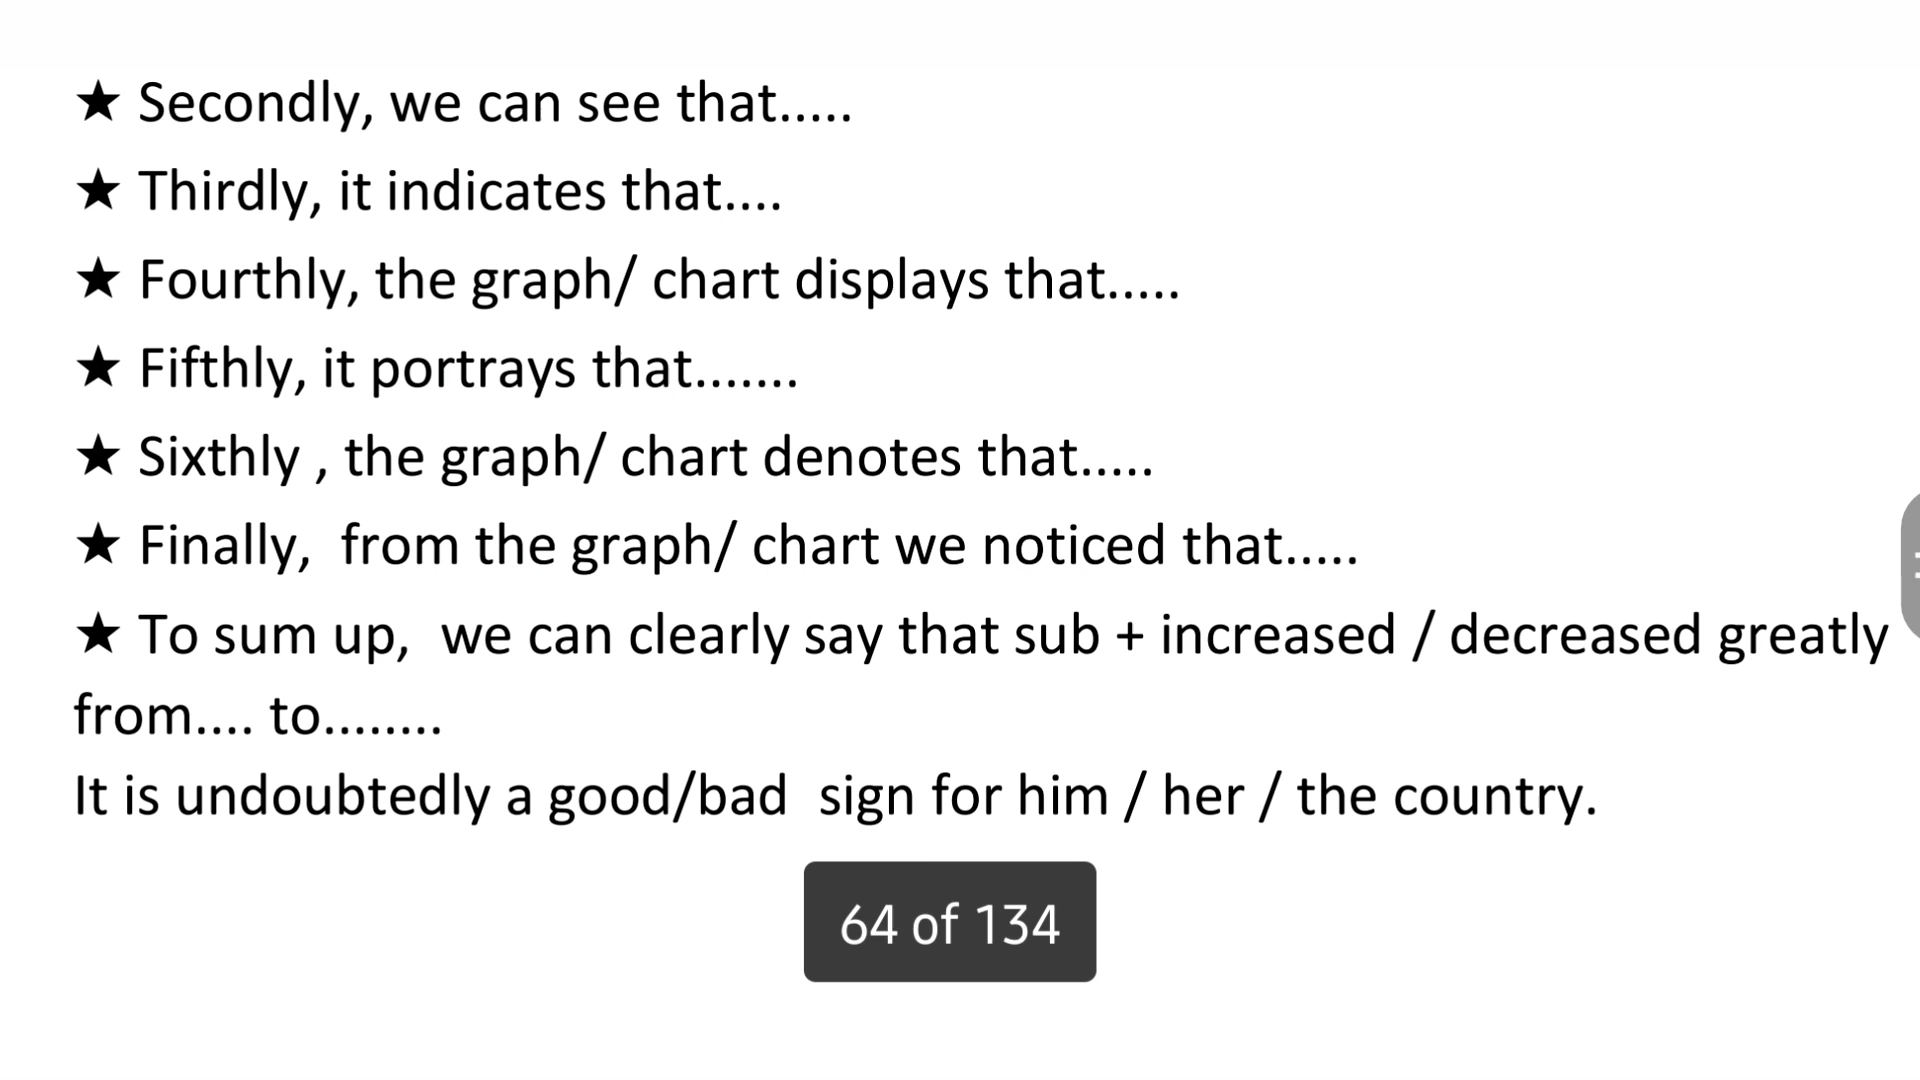 ★ Secondly, we can see that.....
★ Thirdly, it indicates that....
★ Fourthly, the graph/ chart displays that.....
★ Fifthly, it portrays that.......
★ Sixthly , the graph/ chart denotes that.....
★ Finally,  from the graph/ chart we noticed that.....
★ To sum up,  we can clearly say that sub + increased / decreased greatly
from.... to........
It is undoubtedly a good/bad  sign for him / her / the country.
64 of 134